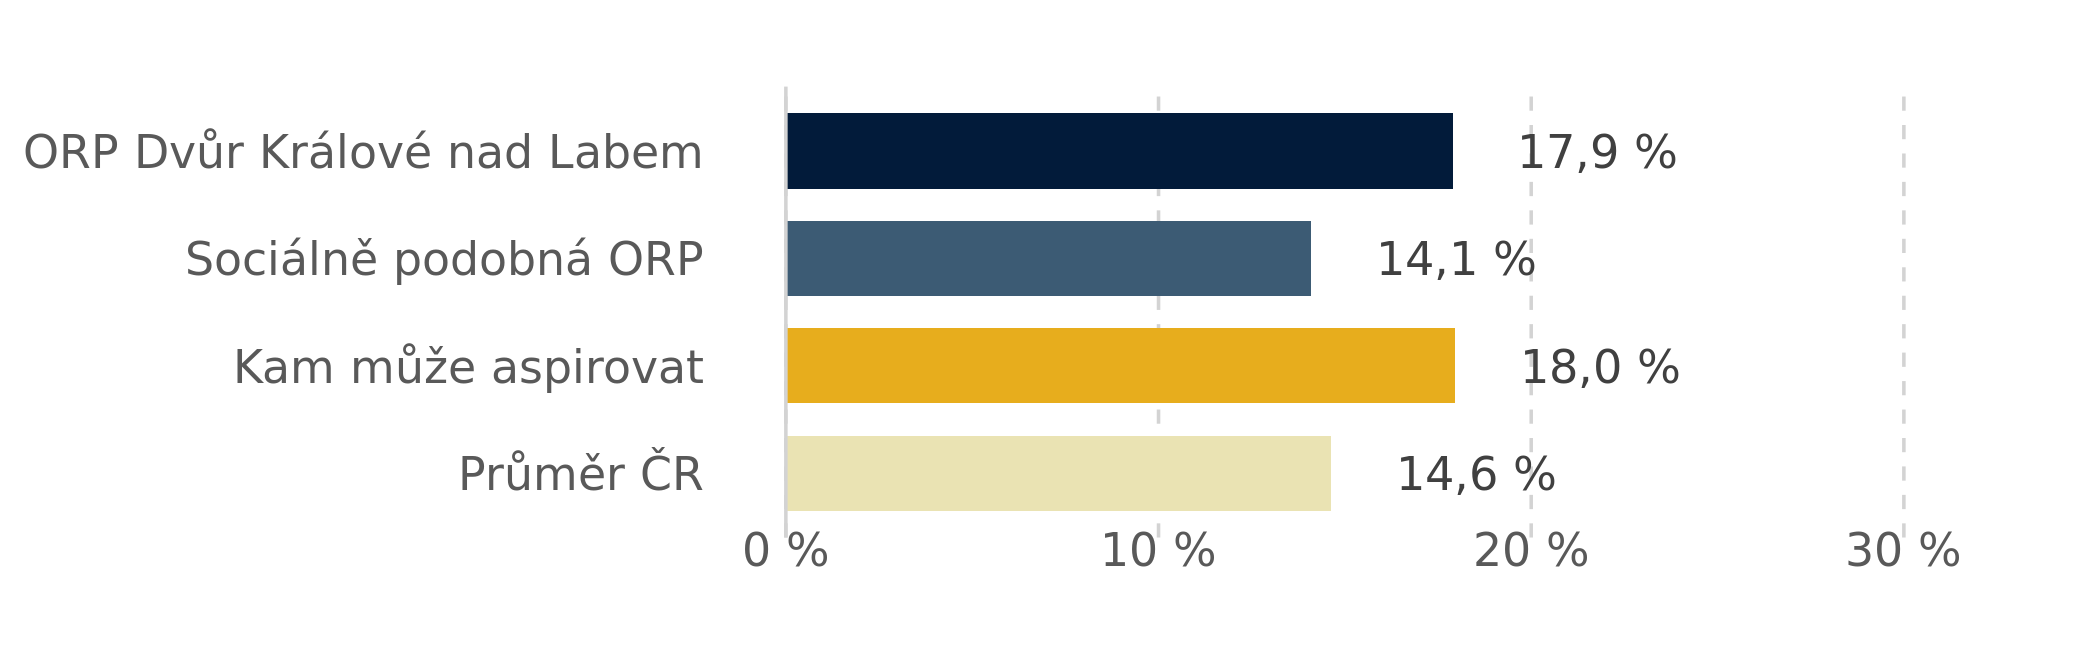 ORP Dvůr Králové nad Labem 17,9 %
Sociálně podobná ORP 14,1 %
Kam může aspirovat 18,0 %
Průměr ČR 14,6 %
0 % 10 % 20 % 30 %